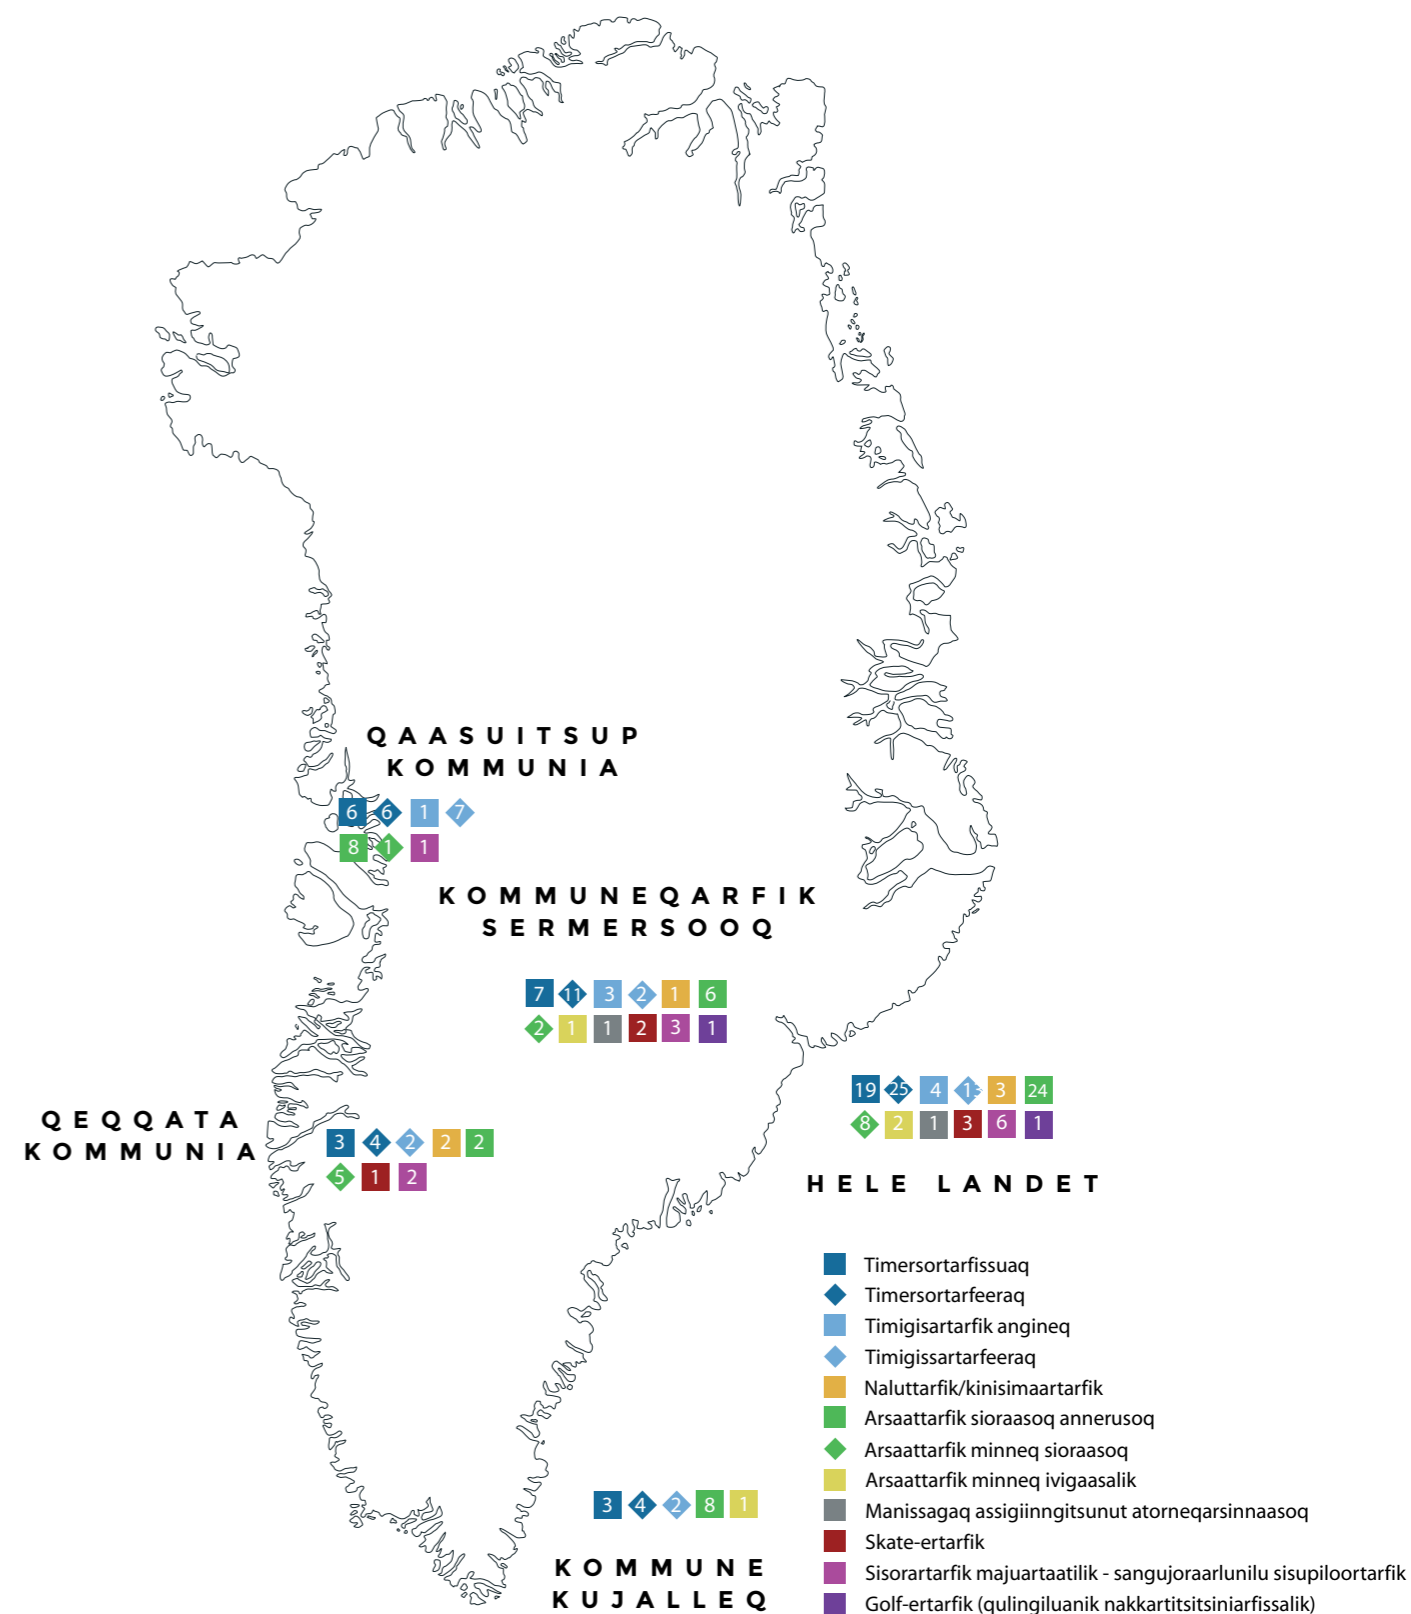 QAASUITSUP
KOMMUNIA
6 6 1 7
8 1 1
KOMMUNEQARFIK
SERMERSOOQ
7 11 3 2 1 6
2 1 1 2 3 1
QEQQATA
KOMMUNIA
3 4 2 2 2
5 1 2
19 25 4 3 24
8 2 1 3 6 1
HELE LANDET
Timersortarfissuaq
Timersortarfeeraq
Timigisartarfik angineq
Timigissartarfeeraq
Naluttarfik/kinisimaartarfik
Arsaattarfik sioraasoq annerusoq
Arsaattarfik minneq sioraasoq
Arsaattarfik minneq ivigaasalik
Manissagaq assigiinngitsunut atorneqarsinnaasoq
Skate-ertarfik
Sisorartarfik majuartaatilik - sangujoraarlunilu sisupiloortarfik
Golf-ertarfik (qulingiluanik nakkartitsitsiniarfissalik)
3 4 2 8 1
KOMMUNE
KUJALLEQ